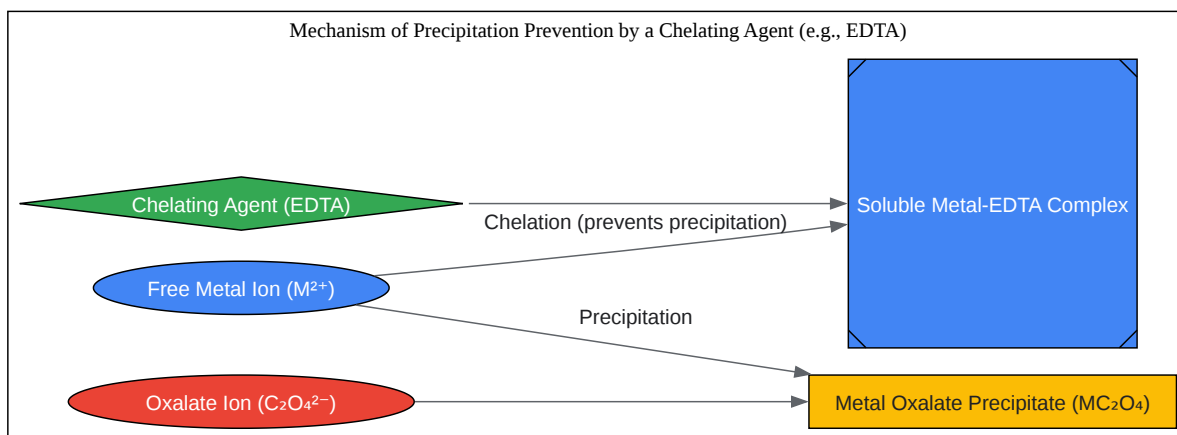 Mechanism of Precipitation Prevention by a Chelating Agent (e.g., EDTA)
Chelating Agent (EDTA)
Soluble Metal-EDTA Complex
Chelation (prevents precipitation)
Free Metal Ion (M²⁺)
Precipitation
Oxalate Ion (C₂O₄²⁻)
Metal Oxalate Precipitate (MC₂O₄)